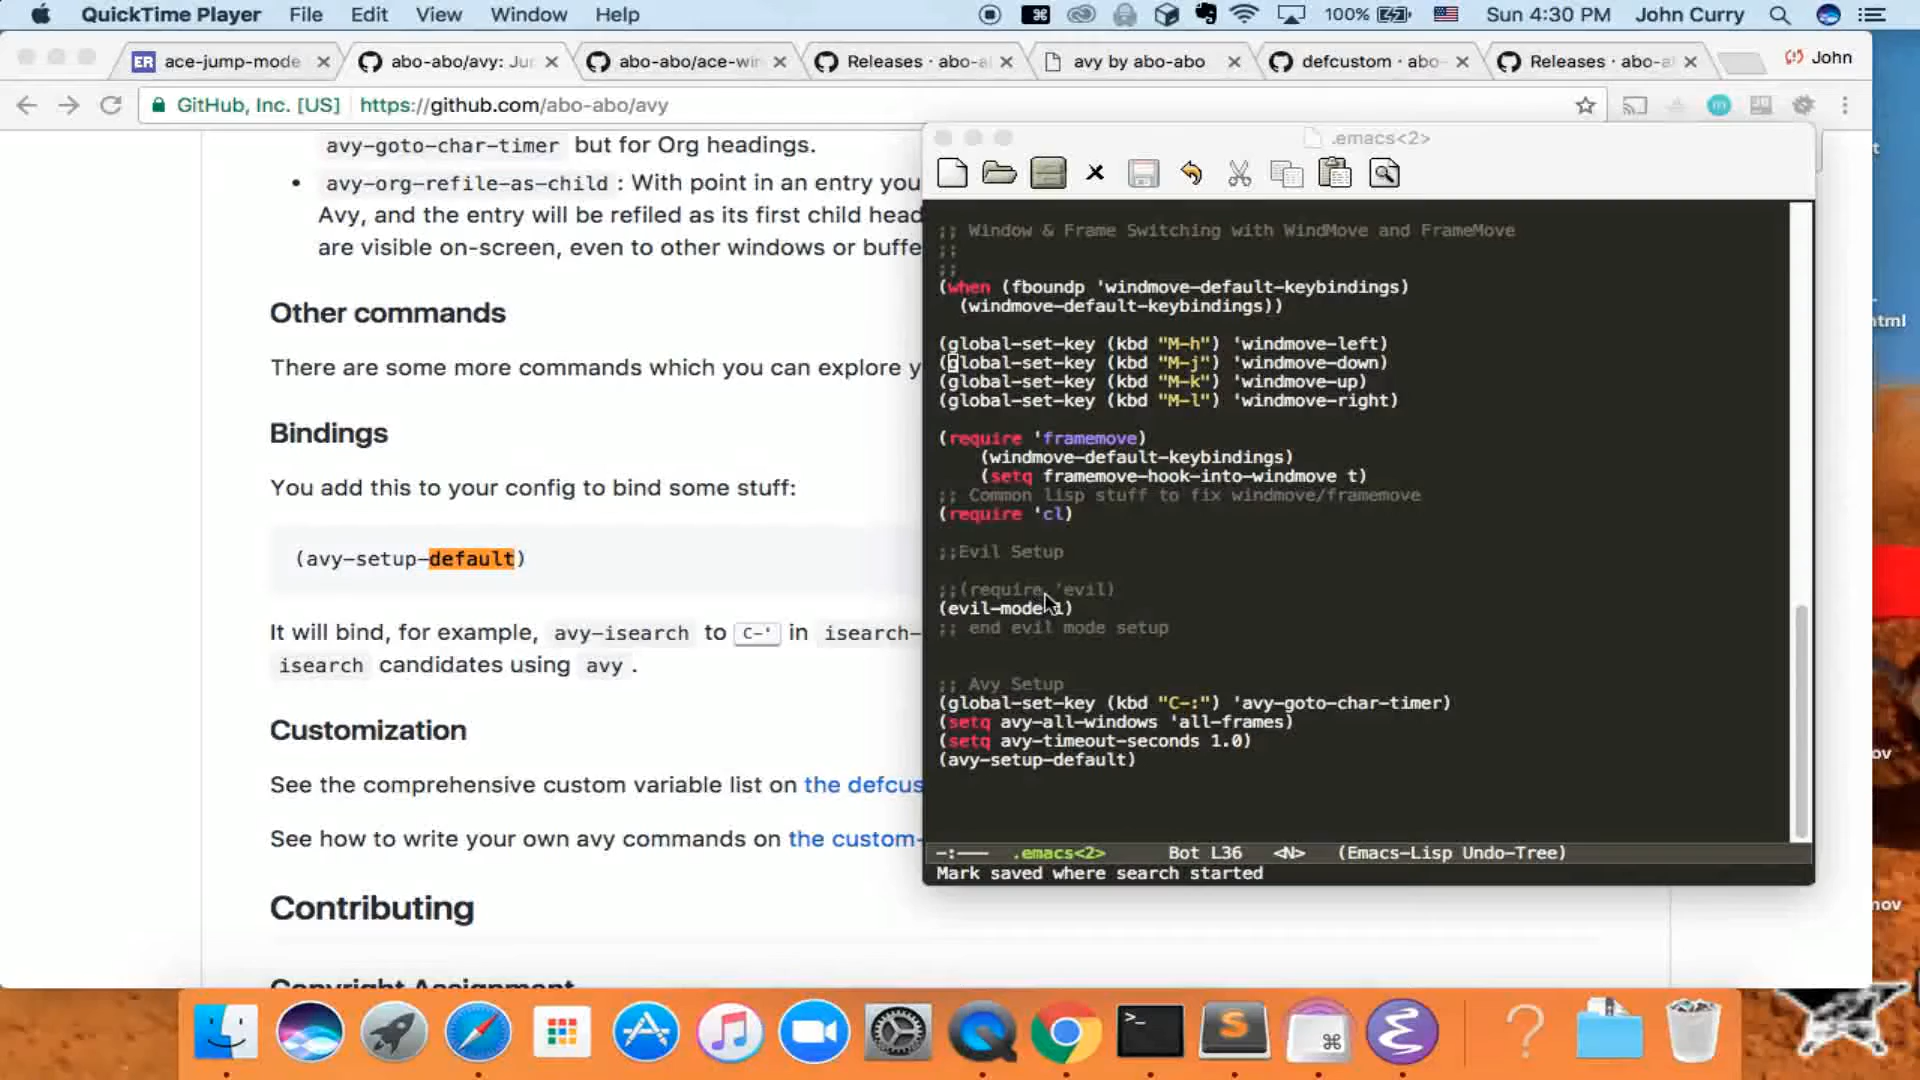 QuickTime Player File Edit View Window Help 100% Sun 4:30 PM John Curry
ER ace-jump-mode abo-abo/avy: Ju abo-abo/ace-wi Releases · abo-a avy by abo-abo defcustom · abo- Releases · abo-a John
GitHub, Inc. [US] https://github.com/abo-abo/avy
avy-goto-char-timer but for Org headings.
avy-org-refile-as-child : With point in an entry you
Avy, and the entry will be refiled as its first child head
are visible on-screen, even to other windows or buffe
Other commands
There are some more commands which you can explore y
Bindings
You add this to your config to bind some stuff:
(avy-setup-default)
It will bind, for example, avy-isearch to C-' in isearch-
isearch candidates using avy .
Customization
See the comprehensive custom variable list on the defcus
See how to write your own avy commands on the custom-
Contributing
Copyright Assignment
.emacs<2>
;; Window & Frame Switching with WindMove and FrameMove
;;
;;
(when (fboundp 'windmove-default-keybindings)
(windmove-default-keybindings))
(global-set-key (kbd "M-h") 'windmove-left)
(global-set-key (kbd "M-j") 'windmove-down)
(global-set-key (kbd "M-k") 'windmove-up)
(global-set-key (kbd "M-l") 'windmove-right)
(require 'framemove)
(windmove-default-keybindings)
(setq framemove-hook-into-windmove t)
;; Common lisp stuff to fix windmove/framemove
(require 'cl)
;;Evil Setup
;;(require 'evil)
(evil-mode 1)
;; end evil mode setup
;; Avy Setup
(global-set-key (kbd "C-:") 'avy-goto-char-timer)
(setq avy-all-windows 'all-frames)
(setq avy-timeout-seconds 1.0)
(avy-setup-default)
-:--- .emacs<2> Bot L36 <N> (Emacs-Lisp Undo-Tree)
Mark saved where search started
html
ov
mov